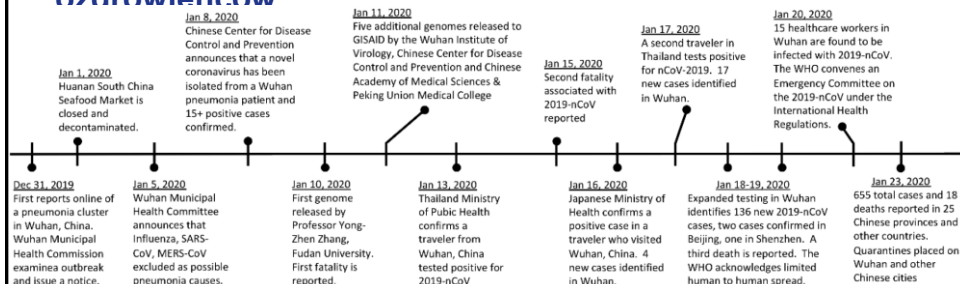 ozdrowieńców
Jan 8, 2020
Chinese Center for Disease
Control and Prevention
announces that a novel
coronavirus has been
isolated from a Wuhan
pneumonia patient and
15+ positive cases
confirmed.
Jan 11, 2020
Five additional genomes released to
GISAID by the Wuhan Institute of
Virology, Chinese Center for Disease
Control and Prevention and Chinese
Academy of Medical Sciences &
Peking Union Medical College
Jan 17, 2020
A second traveler in
Thailand tests positive
for nCoV-2019. 17
new cases identified
in Wuhan.
Jan 20, 2020
15 healthcare workers in
Wuhan are found to be
infected with 2019-nCoV.
The WHO convenes an
Emergency Committee on
the 2019-nCoV under the
International Health
Regulations.
Jan 1, 2020
Huanan South China
Seafood Market is
closed and
decontaminated.
Jan 15, 2020
Second fatality
associated with
2019-nCoV
reported
Dec 31, 2019
First reports online of
a pneumonia cluster
in Wuhan, China.
Wuhan Municipal
Health Commission
examinea outbreak
and issue a notice.
Jan 5, 2020
Wuhan Municipal
Health Committee
announces that
Influenza, SARS-
CoV, MERS-CoV
excluded as possible
pneumonia causes.
Jan 10, 2020
First genome
released by
Professor Yong-
Zhen Zhang,
Fudan University.
First fatality is
reported.
Jan 13, 2020
Thailand Ministry
of Pubic Health
confirms a
traveler from
Wuhan, China
tested positive for
2019-nCoV
Jan 16, 2020
Japanese Ministry of
Health confirms a
positive case in a
traveler who visited
Wuhan, China. 4
new cases identified
in Wuhan.
Jan 18-19, 2020
Expanded testing in Wuhan
identifies 136 new 2019-nCoV
cases, two cases confirmed in
Beijing, one in Shenzhen. A
third death is reported. The
WHO acknowledges limited
human to human spread.
Jan 23, 2020
655 total cases and 18
deaths reported in 25
Chinese provinces and
other countries.
Quarantines placed on
Wuhan and other
Chinese cities